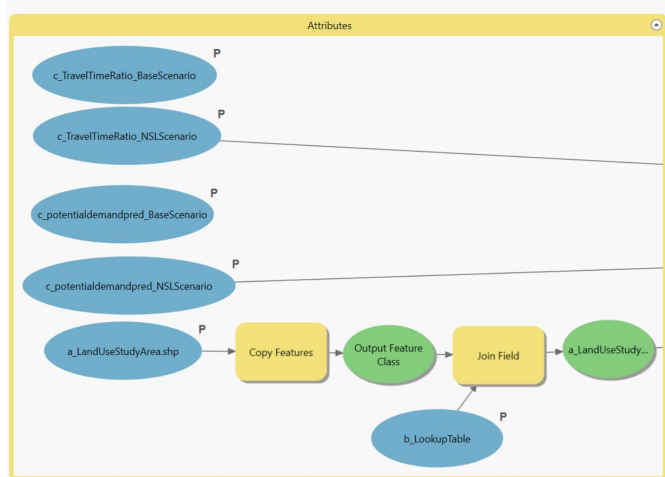 Attributes
P
c_TravelTimeRatio_BaseScenario
P
c_TravelTimeRatio_NSLScenario
P
c_potentialdemandpred_BaseScenario
P
c_potentialdemandpred_NSLScenario
P
a_LandUseStudyArea.shp
Copy Features
Output Feature
Class
Join Field
a_LandUseStudy...
P
b_LookupTable